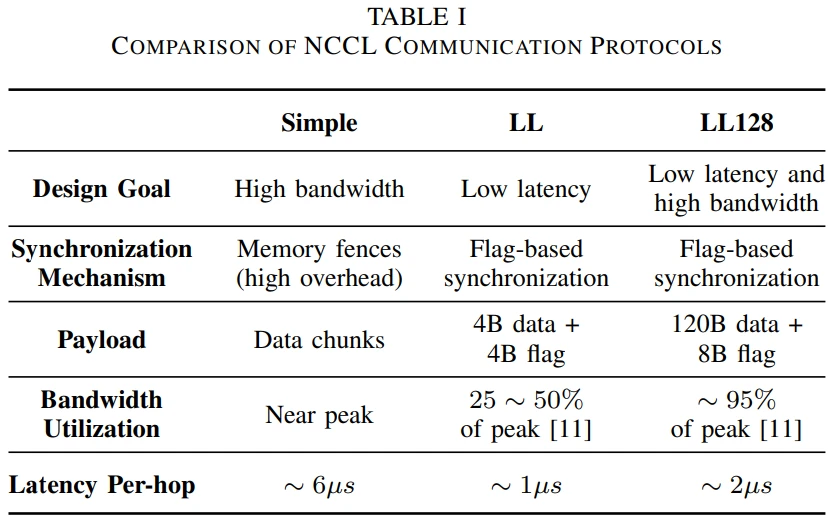 TABLE I
COMPARISON OF NCCL COMMUNICATION PROTOCOLS
Simple LL LL128
Design Goal High bandwidth Low latency Low latency and high bandwidth
Synchronization Mechanism Memory fences (high overhead) Flag-based synchronization Flag-based synchronization
Payload Data chunks 4B data + 4B flag 120B data + 8B flag
Bandwidth Utilization Near peak 25 ∼ 50% of peak [11] ∼ 95% of peak [11]
Latency Per-hop ∼ 6μs ∼ 1μs ∼ 2μs